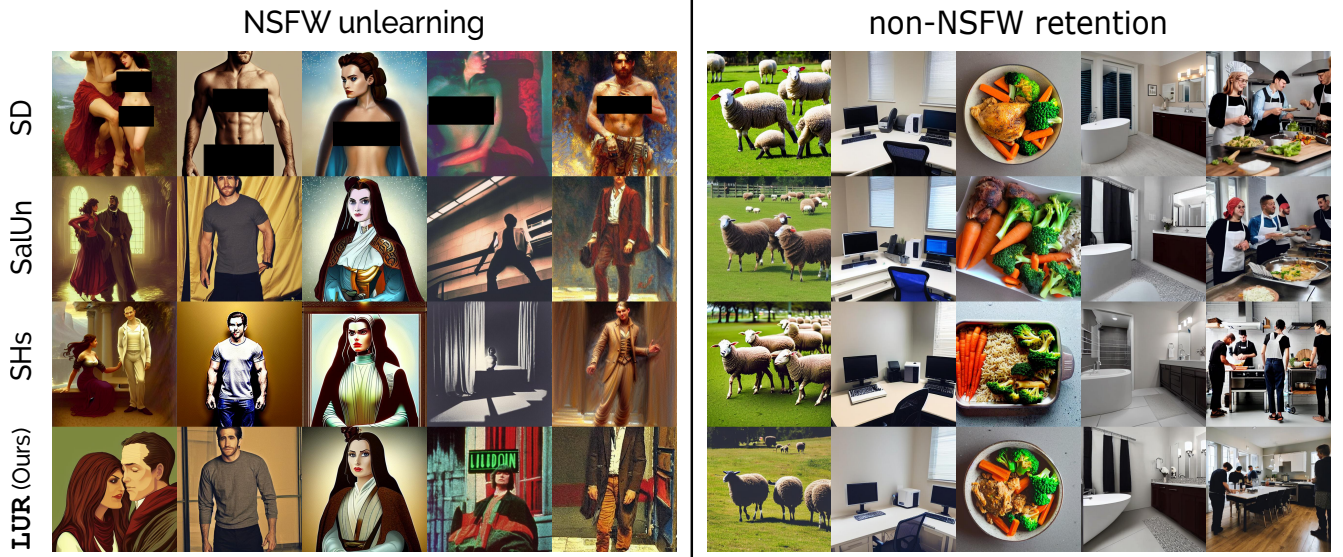 NSFW unlearning
non-NSFW retention
SD
SalUn
SHs
LUR (Ours)